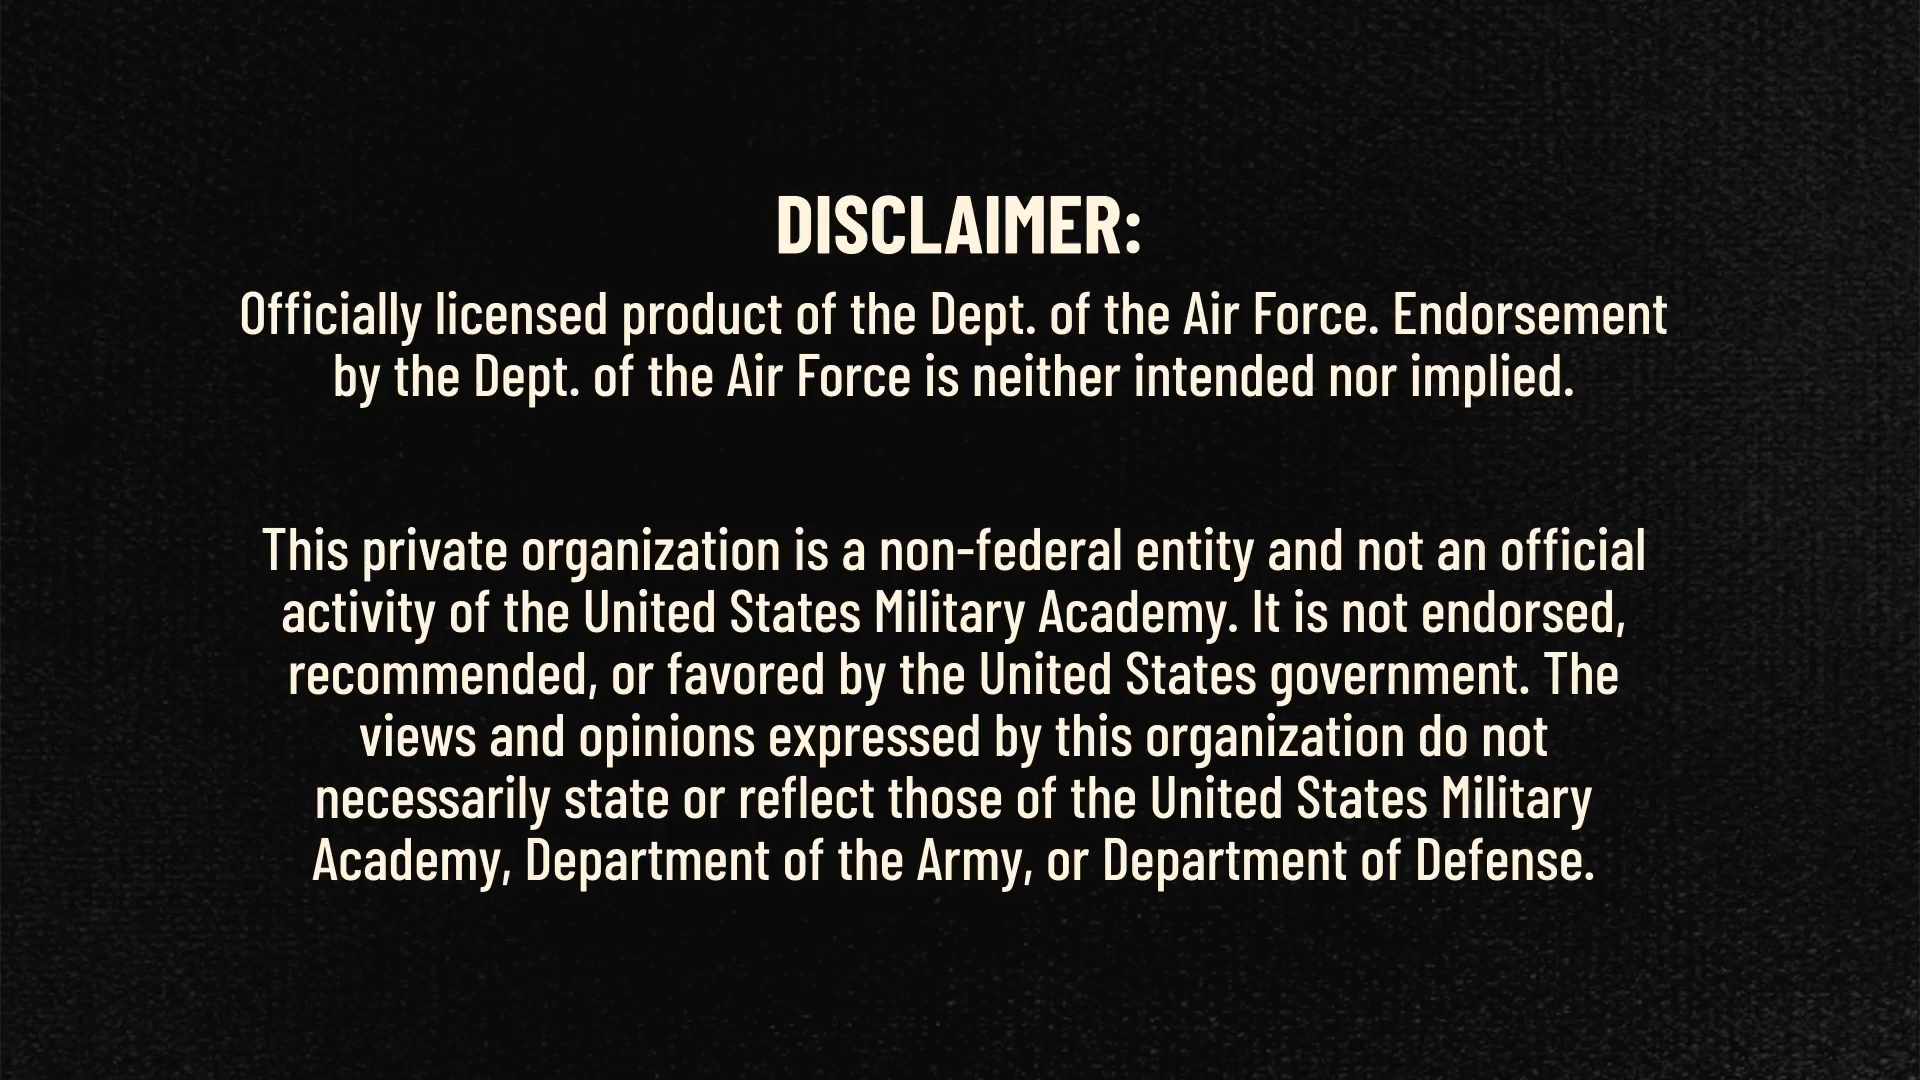 DISCLAIMER:
Officially licensed product of the Dept. of the Air Force. Endorsement
by the Dept. of the Air Force is neither intended nor implied.
This private organization is a non-federal entity and not an official
activity of the United States Military Academy. It is not endorsed,
recommended, or favored by the United States government. The
views and opinions expressed by this organization do not
necessarily state or reflect those of the United States Military
Academy, Department of the Army, or Department of Defense.